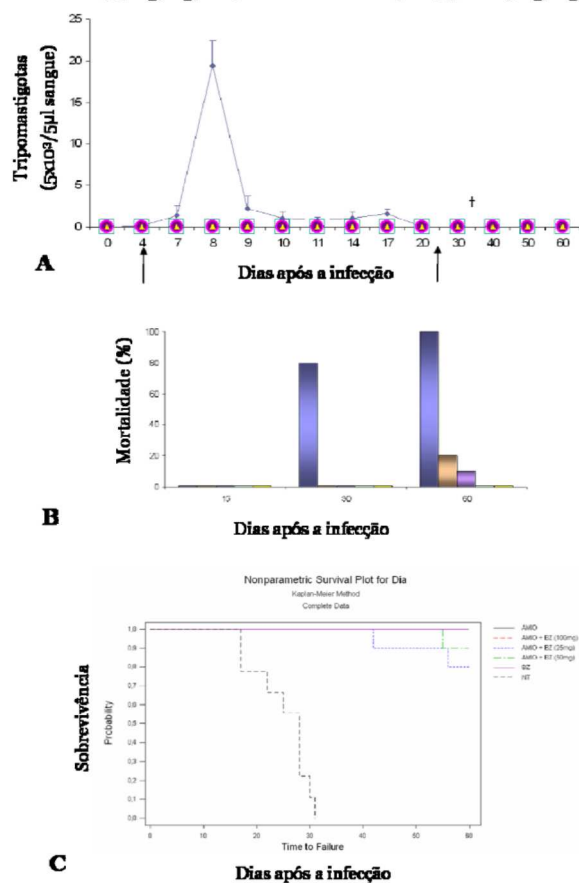 Tripomastigotas
(5x10³/5µl sangue)
25
20
15
10
5
0
0 4 7 8 9 10 11 14 17 20 30 40 50 60
†
A
Dias após a infecção
Mortalidade (%)
100
80
60
40
20
0
15 30 60
B
Dias após a infecção
Nonparametric Survival Plot for Dia
Kaplan-Meier Method
Complete Data
Sobrevivência
Probability
1,0
0,9
0,8
0,7
0,6
0,5
0,4
0,3
0,2
0,1
0,0
0 10 20 30 40 50 60
Time to Failure
AMIO
AMIO + BZ (100mg)
AMIO + BZ (25mg)
AMIO + BZ (50mg)
BZ
NT
C
Dias após a infecção